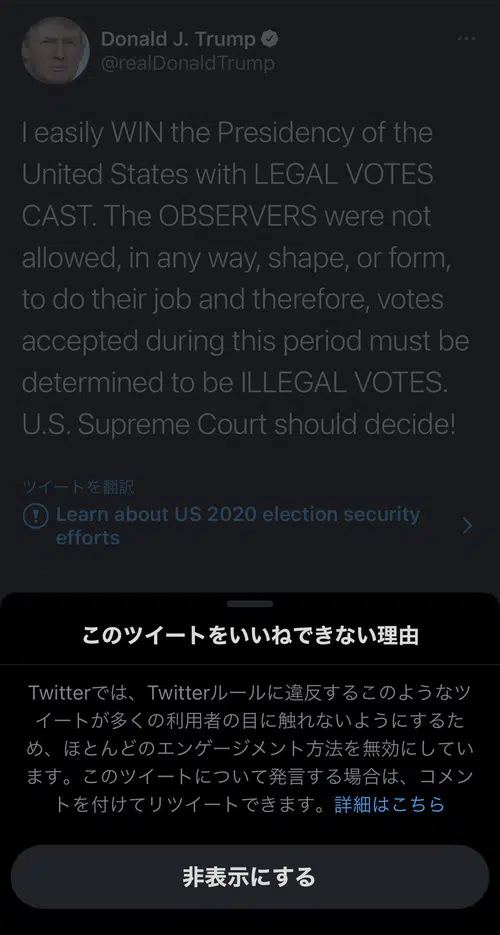 Donald J. Trump
@realDonaldTrump
I easily WIN the Presidency of the
United States with LEGAL VOTES
CAST. The OBSERVERS were not
allowed, in any way, shape, or form,
to do their job and therefore, votes
accepted during this period must be
determined to be ILLEGAL VOTES.
U.S. Supreme Court should decide!
ツイートを翻訳
Learn about US 2020 election security
efforts
このツイートをいいねできない理由
Twitterでは、Twitterルールに違反するこのようなツ
イートが多くの利用者の目に触れないようにするた
め、ほとんどのエンゲージメント方法を無効にしてい
ます。このツイートについて発言する場合は、コメン
トを付けてリツイートできます。詳細はこちら
非表示にする